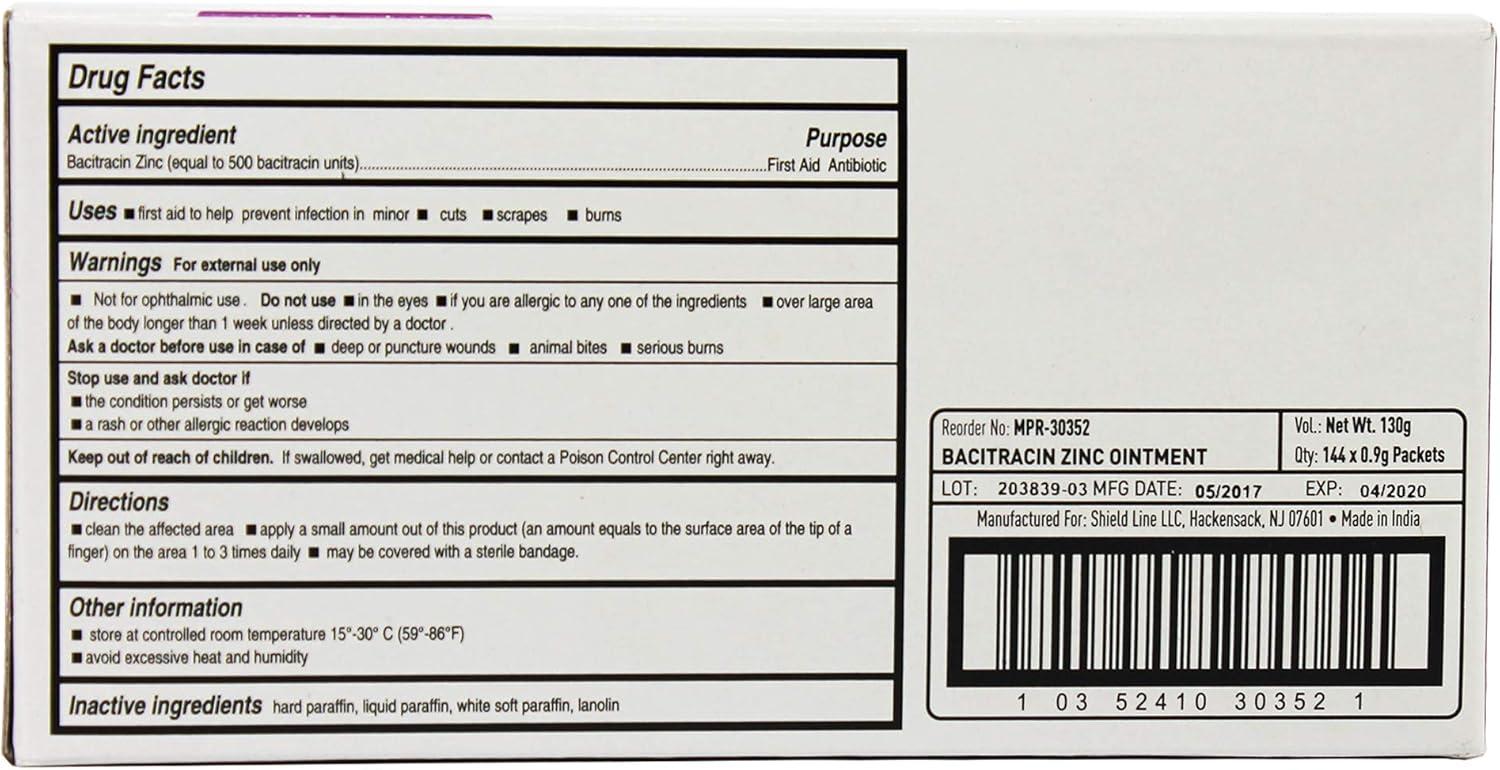 Drug Facts
Active ingredient Purpose
Bacitracin Zinc (equal to 500 bacitracin units)........First Aid Antibiotic
Uses ■ first aid to help prevent infection in minor ■ cuts ■ scrapes ■ burns
Warnings For external use only
■ Not for ophthalmic use. Do not use ■ in the eyes ■ if you are allergic to any one of the ingredients ■ over large area
of the body longer than 1 week unless directed by a doctor .
Ask a doctor before use in case of ■ deep or puncture wounds ■ animal bites ■ serious burns
Stop use and ask doctor if
■ the condition persists or get worse
■ a rash or other allergic reaction develops
Keep out of reach of children. If swallowed, get medical help or contact a Poison Control Center right away.
Directions
■ clean the affected area ■ apply a small amount out of this product (an amount equals to the surface area of the tip of a
finger) on the area 1 to 3 times daily ■ may be covered with a sterile bandage.
Other information
■ store at controlled room temperature 15°-30° C (59°-86°F)
■ avoid excessive heat and humidity
Inactive ingredients hard paraffin, liquid paraffin, white soft paraffin, lanolin
Reorder No: MPR-30352
BACITRACIN ZINC OINTMENT
Vol.: Net Wt. 130g
Qty: 144 x 0.9g Packets
LOT: 203839-03 MFG DATE: 05/2017 EXP: 04/2020
Manufactured For: Shield Line LLC, Hackensack, NJ 07601 • Made in India
1 03 52410 30352 1